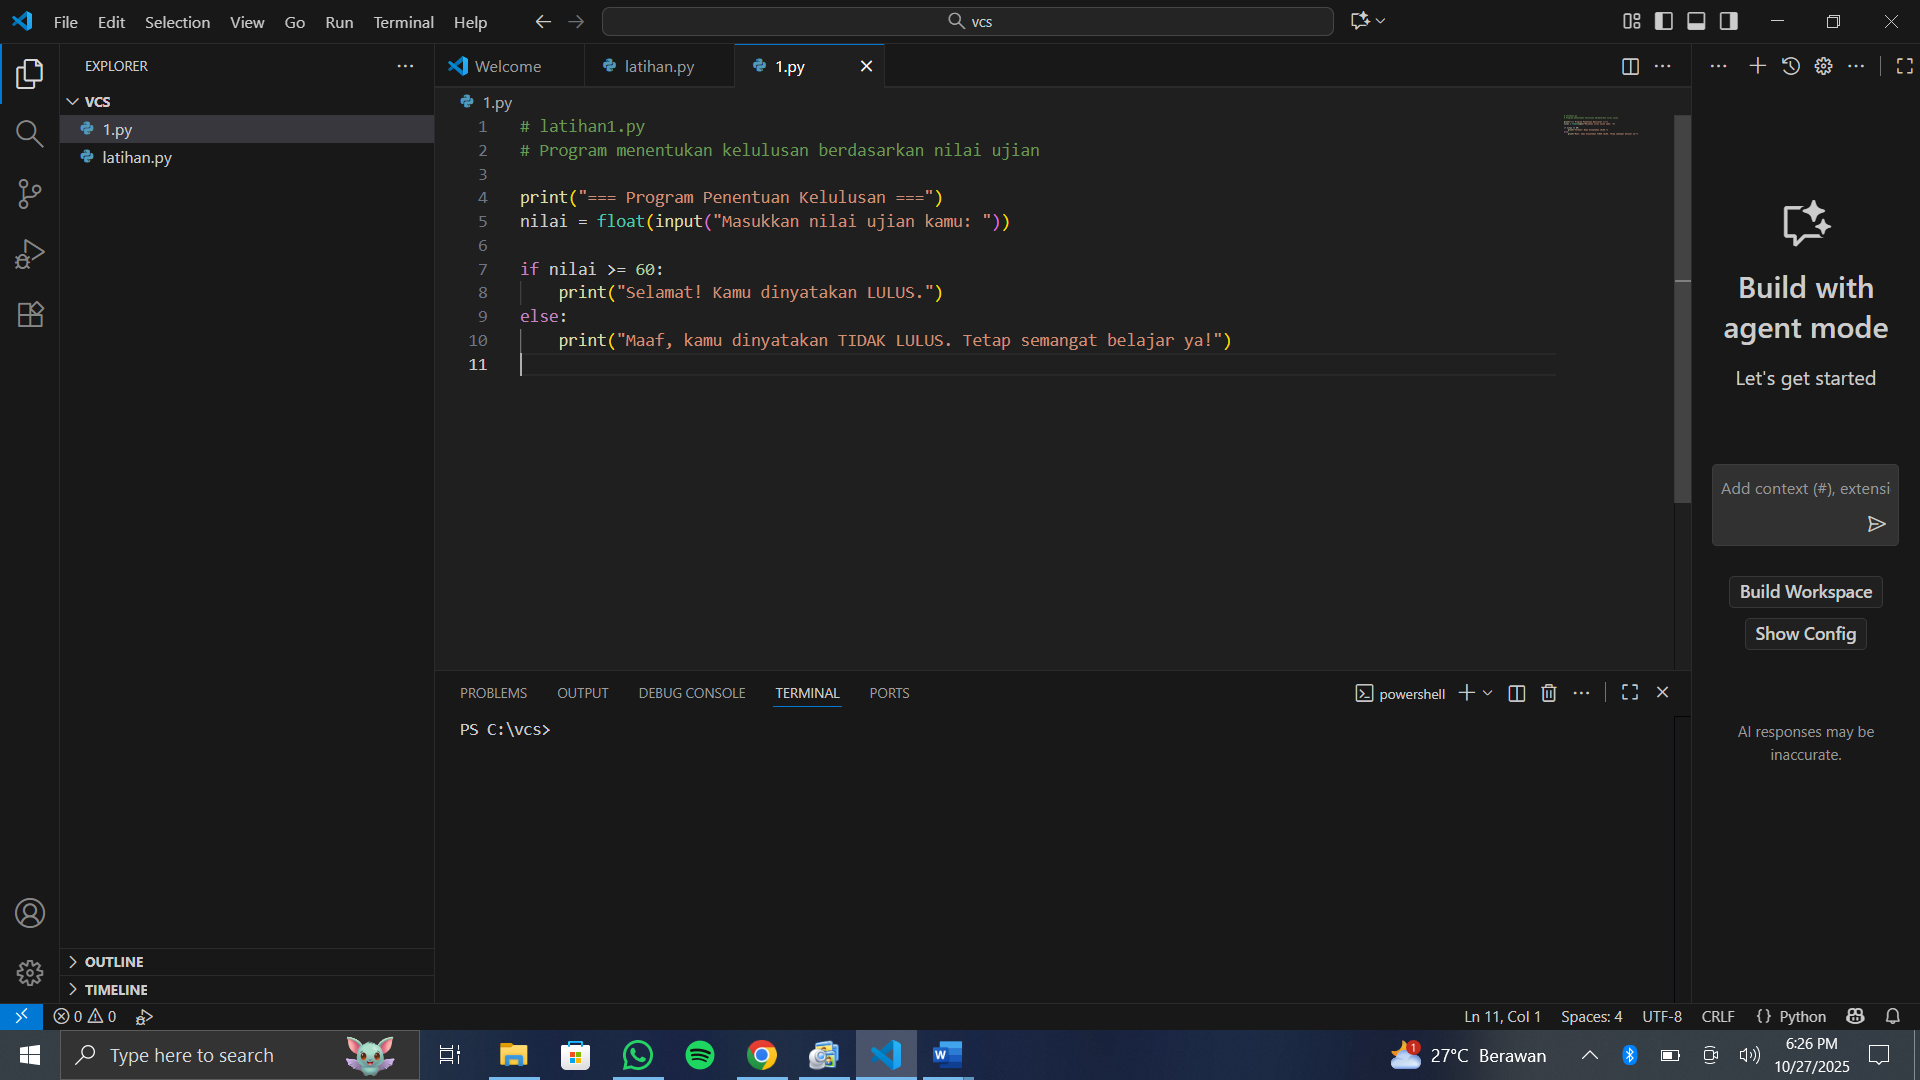 File Edit Selection View Go Run Terminal Help
vcs
EXPLORER
VCS
1.py
latihan.py
OUTLINE
TIMELINE
Welcome
latihan.py
1.py
1.py
1 # latihan1.py
2 # Program menentukan kelulusan berdasarkan nilai ujian
3
4 print("=== Program Penentuan Kelulusan ===")
5 nilai = float(input("Masukkan nilai ujian kamu: "))
6
7 if nilai >= 60:
8 print("Selamat! Kamu dinyatakan LULUS.")
9 else:
10 print("Maaf, kamu dinyatakan TIDAK LULUS. Tetap semangat belajar ya!")
11
PROBLEMS OUTPUT DEBUG CONSOLE TERMINAL PORTS
powershell
PS C:\vcs>
Build with
agent mode
Let's get started
Add context (#), extensi
Build Workspace
Show Config
AI responses may be
inaccurate.
0 0
Ln 11, Col 1 Spaces: 4 UTF-8 CRLF {} Python
Type here to search
1
27°C Berawan
6:26 PM
10/27/2025